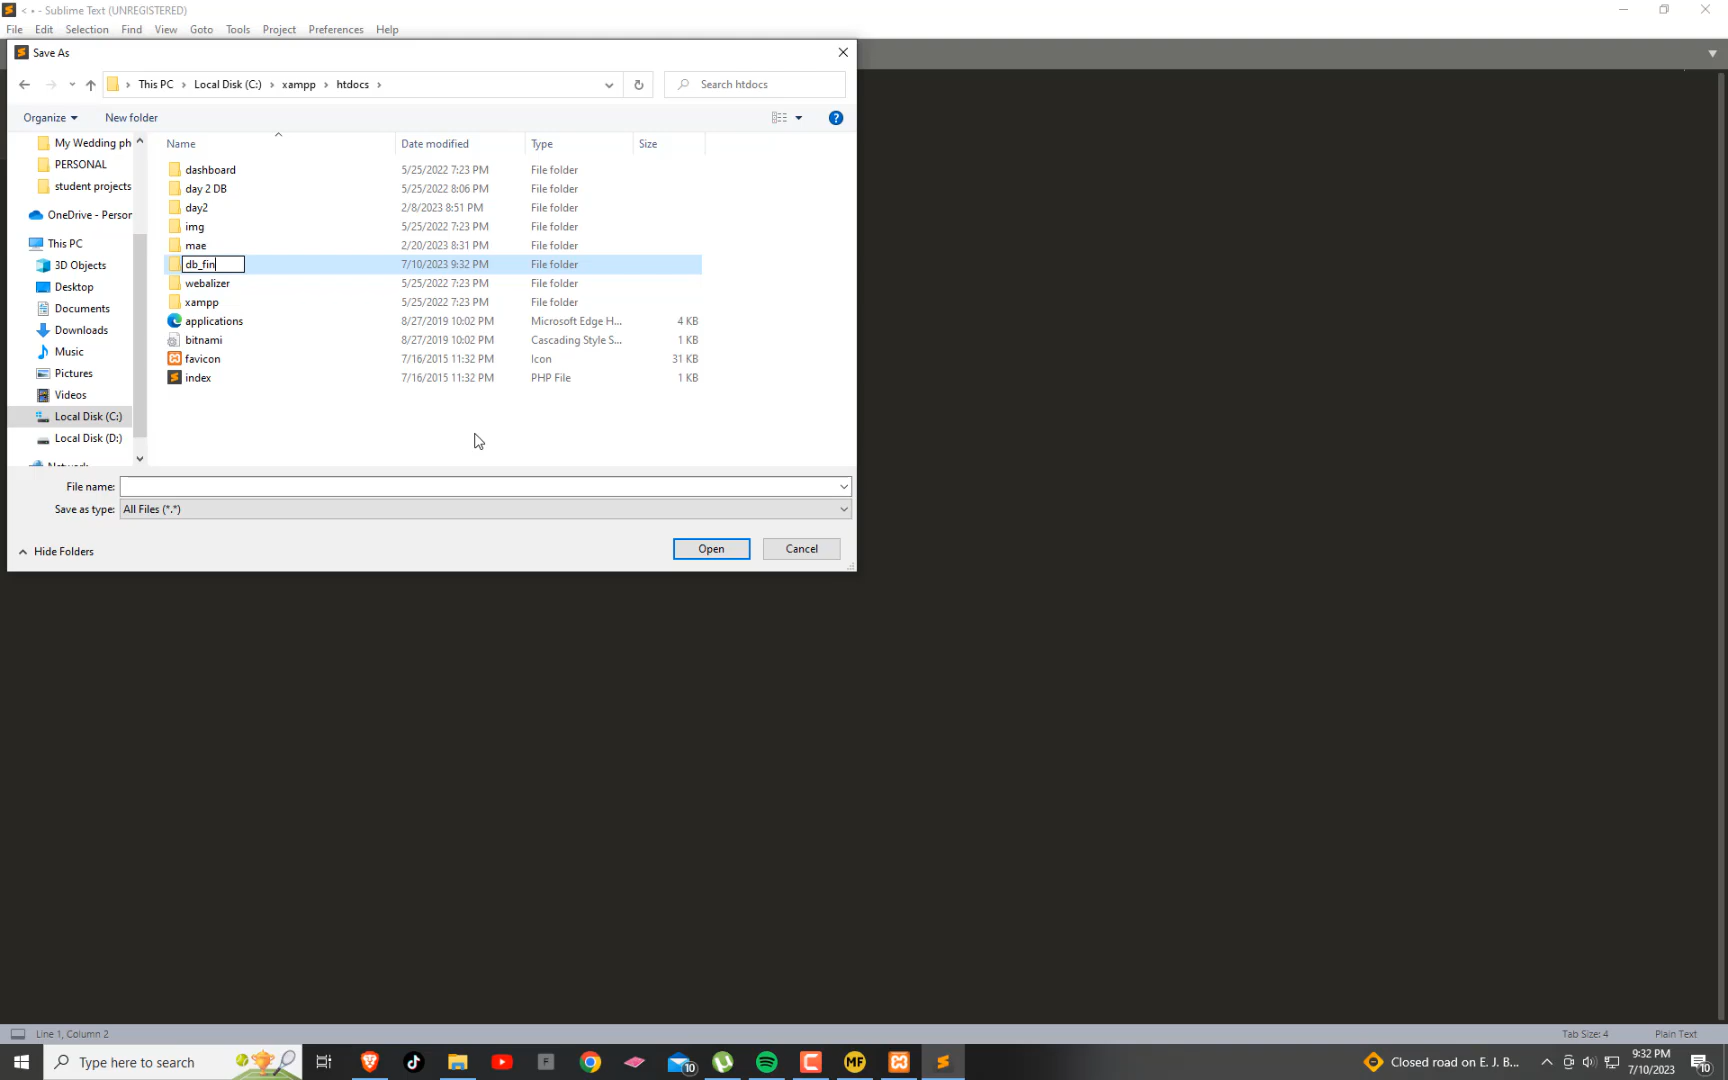 < • - Sublime Text (UNREGISTERED)
File Edit Selection Find View Goto Tools Project Preferences Help
Save As
This PC > Local Disk (C:) > xampp > htdocs >
Search htdocs
Organize New folder
Name Date modified Type Size
My Wedding ph
PERSONAL
student projects
OneDrive - Person
This PC
3D Objects
Desktop
Documents
Downloads
Music
Pictures
Videos
Local Disk (C:)
Local Disk (D:)
Network
dashboard 5/25/2022 7:23 PM File folder
day 2 DB 5/25/2022 8:06 PM File folder
day2 2/8/2023 8:51 PM File folder
img 5/25/2022 7:23 PM File folder
mae 2/20/2023 8:31 PM File folder
db_fin 7/10/2023 9:32 PM File folder
webalizer 5/25/2022 7:23 PM File folder
xampp 5/25/2022 7:23 PM File folder
applications 8/27/2019 10:02 PM Microsoft Edge H... 4 KB
bitnami 8/27/2019 10:02 PM Cascading Style S... 1 KB
favicon 7/16/2015 11:32 PM Icon 31 KB
index 7/16/2015 11:32 PM PHP File 1 KB
File name:
Save as type: All Files (*.*)
Hide Folders
Open Cancel
Line 1, Column 2
Tab Size: 4 Plain Text
Type here to search
10
Closed road on E. J. B...
9:32 PM
7/10/2023
10